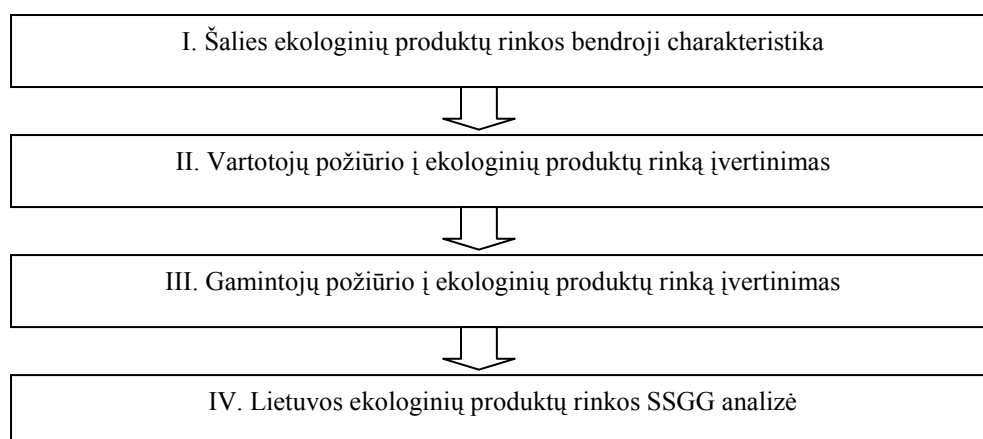 I. Šalies ekologinių produktų rinkos bendroji charakteristika
II. Vartotojų požiūrio į ekologinių produktų rinką įvertinimas
III. Gamintojų požiūrio į ekologinių produktų rinką įvertinimas
IV. Lietuvos ekologinių produktų rinkos SSGG analizė